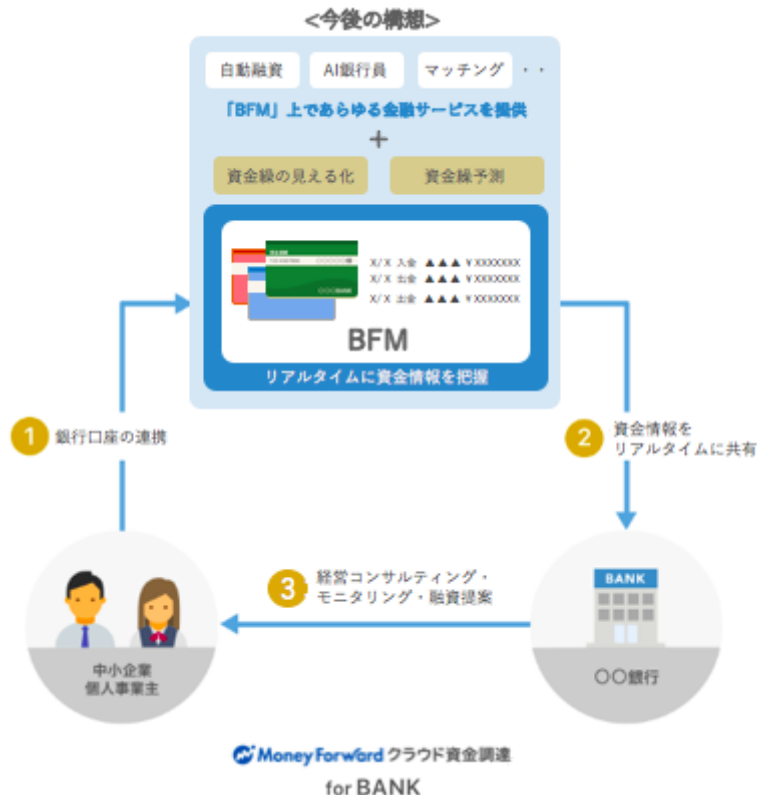 <今後の構想>
自動融資 AI銀行員 マッチング ・・
「BFM」上であらゆる金融サービスを提供
+
資金繰の見える化 資金繰予測
BANK
X/X 入金 ▲▲▲ ¥XXXXXXX
X/X 出金 ▲▲▲ ¥XXXXXXX
X/X 出金 ▲▲▲ ¥XXXXXXX
〇〇〇BANK
BFM
リアルタイムに資金情報を把握
1 銀行口座の連携
2 資金情報を
リアルタイムに共有
3 経営コンサルティング・
モニタリング・融資提案
BANK
中小企業
個人事業主
〇〇銀行
Money Forward クラウド資金調達
for BANK